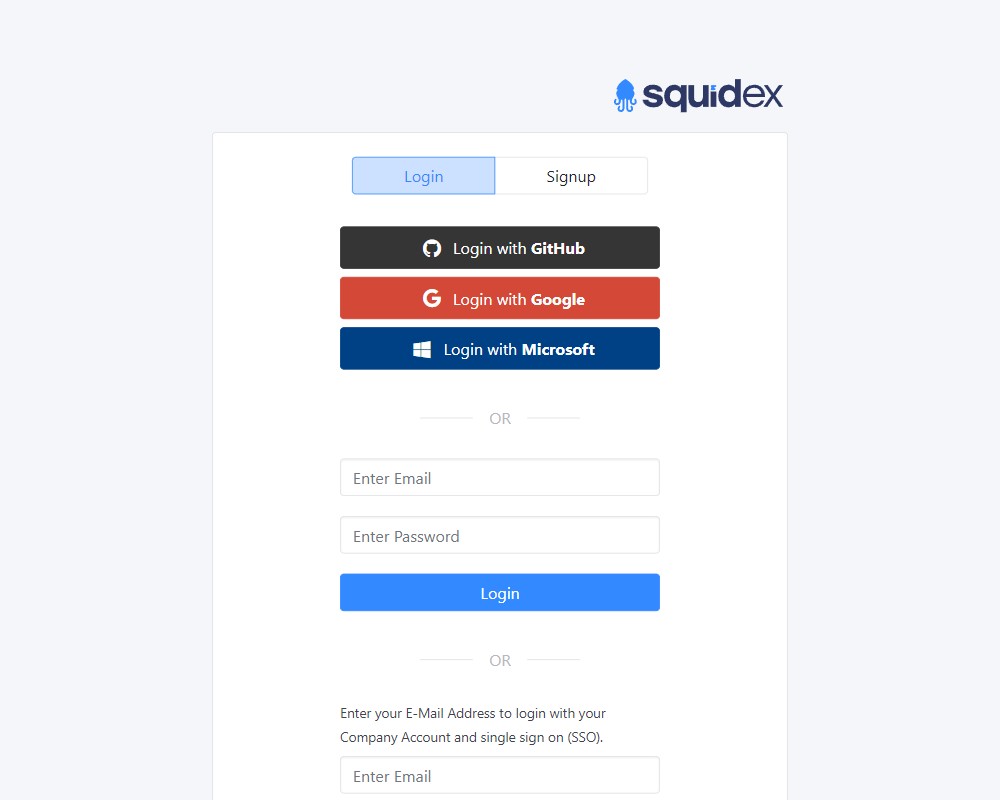 squidex
Login
Signup
Login with GitHub
Login with Google
Login with Microsoft
OR
Enter Email
Enter Password
Login
OR
Enter your E-Mail Address to login with your
Company Account and single sign on (SSO).
Enter Email